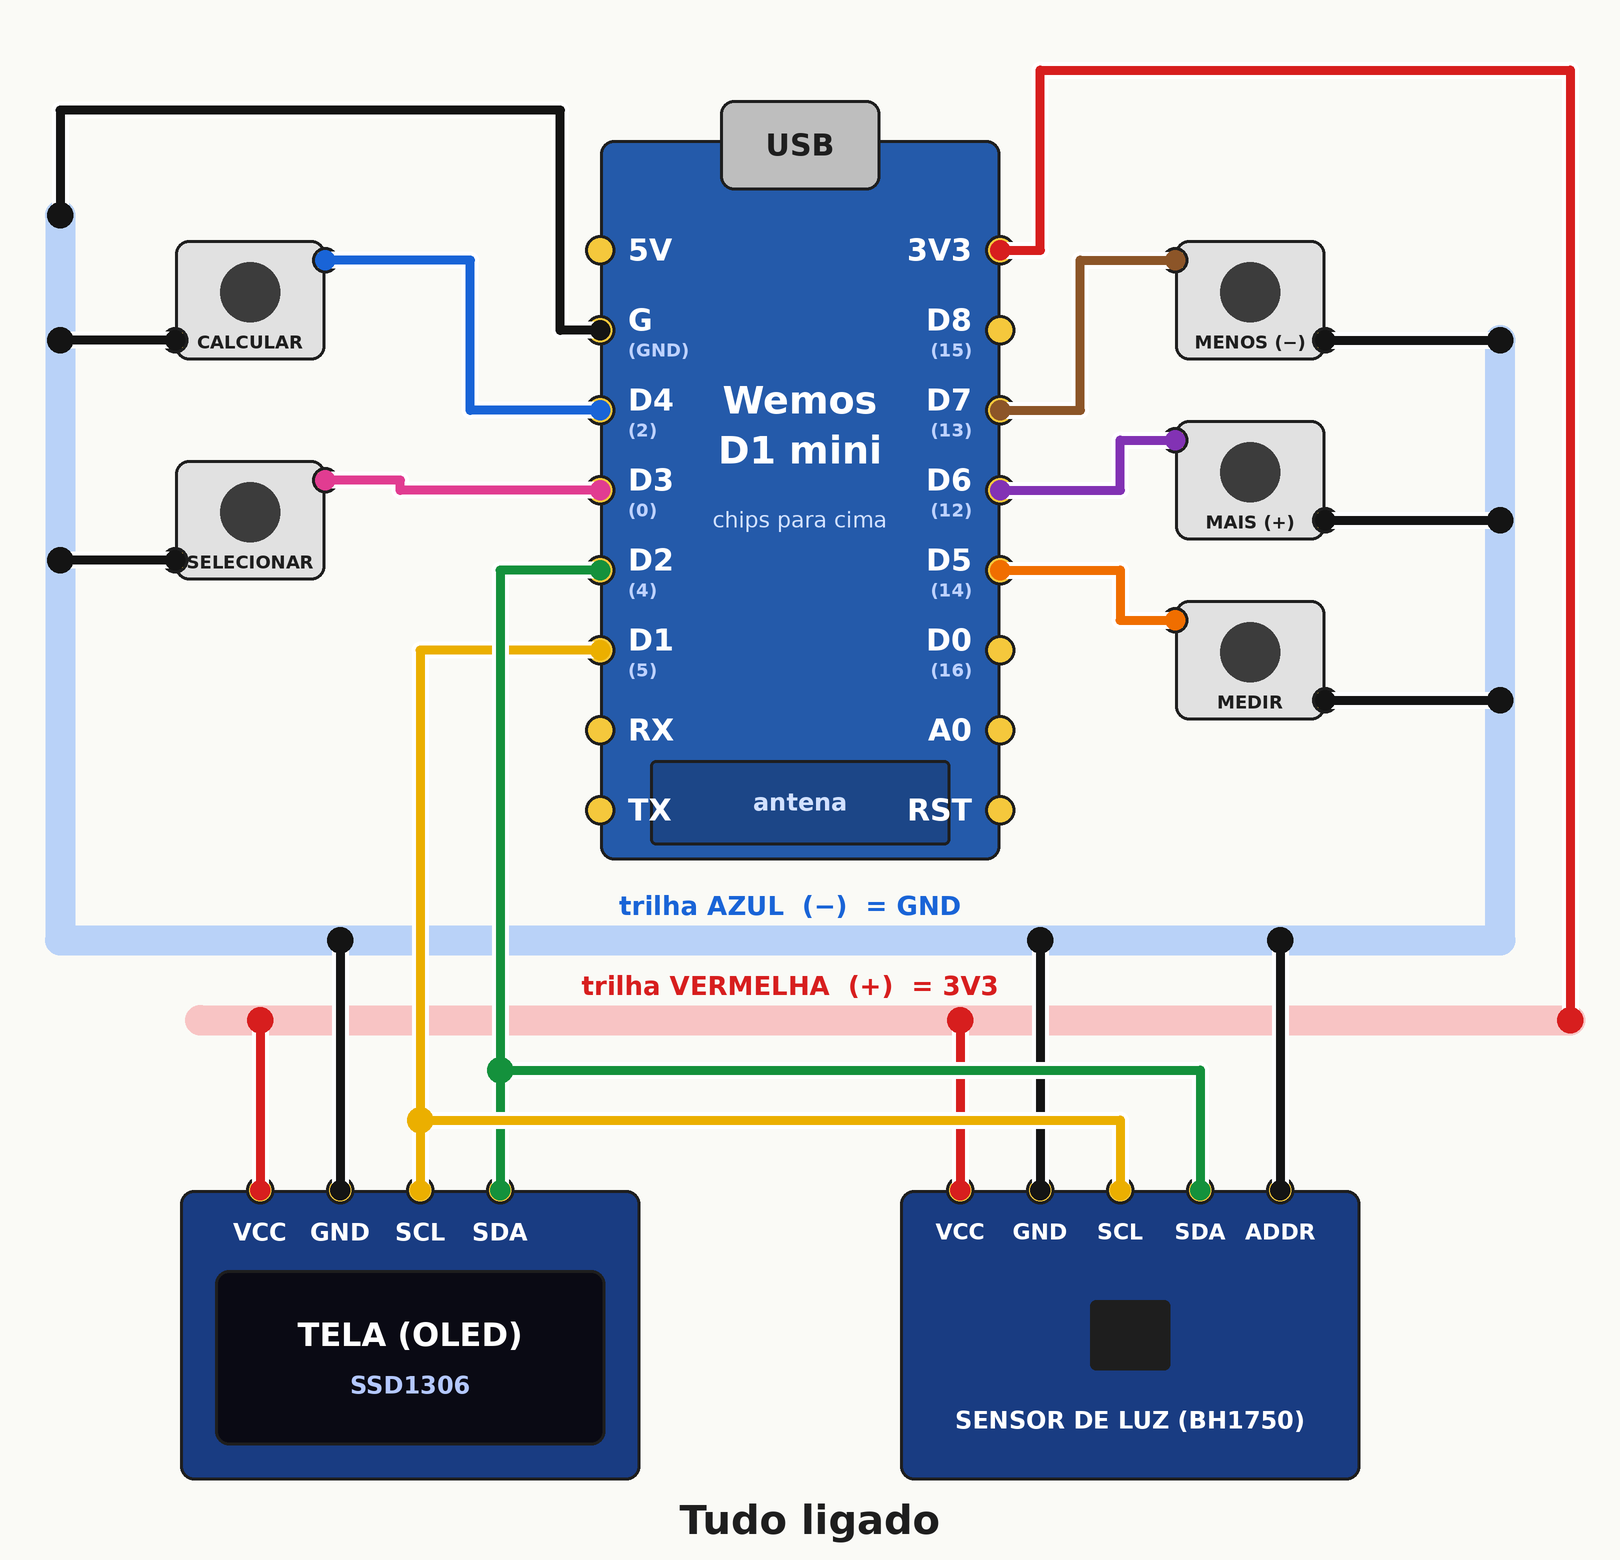 USB
5V
3V3
G
(GND)
D8
(15)
CALCULAR
MENOS (−)
D4
(2)
Wemos
D1 mini
D7
(13)
D3
(0)
chips para cima
D6
(12)
MAIS (+)
SELECIONAR
D2
(4)
D5
(14)
D1
(5)
D0
(16)
MEDIR
RX
A0
TX
antena
RST
trilha AZUL (−) = GND
trilha VERMELHA (+) = 3V3
VCC GND SCL SDA
VCC GND SCL SDA ADDR
TELA (OLED)
SSD1306
SENSOR DE LUZ (BH1750)
Tudo ligado